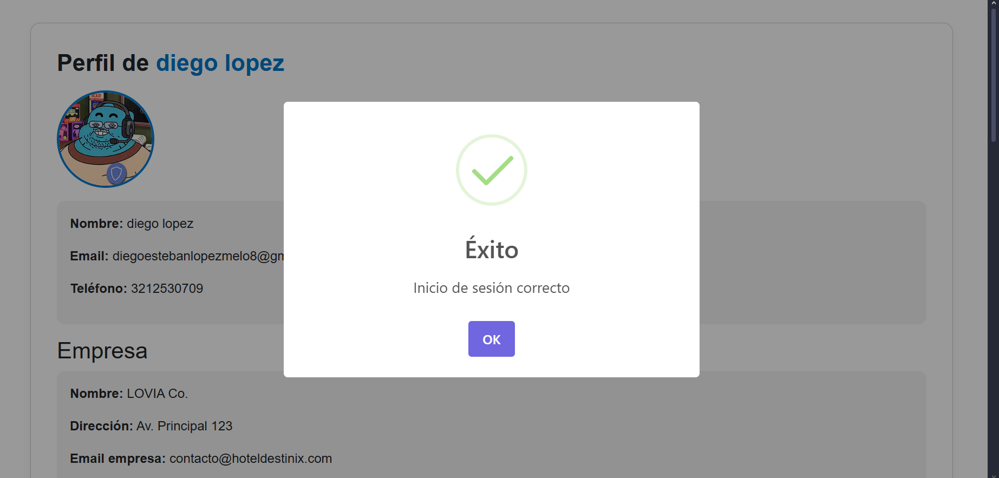 Perfil de diego lopez
Nombre: diego lopez
Email: diegoestebanlopezmelo8@gm
Teléfono: 3212530709
Éxito
Inicio de sesión correcto
OK
Empresa
Nombre: LOVIA Co.
Dirección: Av. Principal 123
Email empresa: contacto@hoteldestinix.com